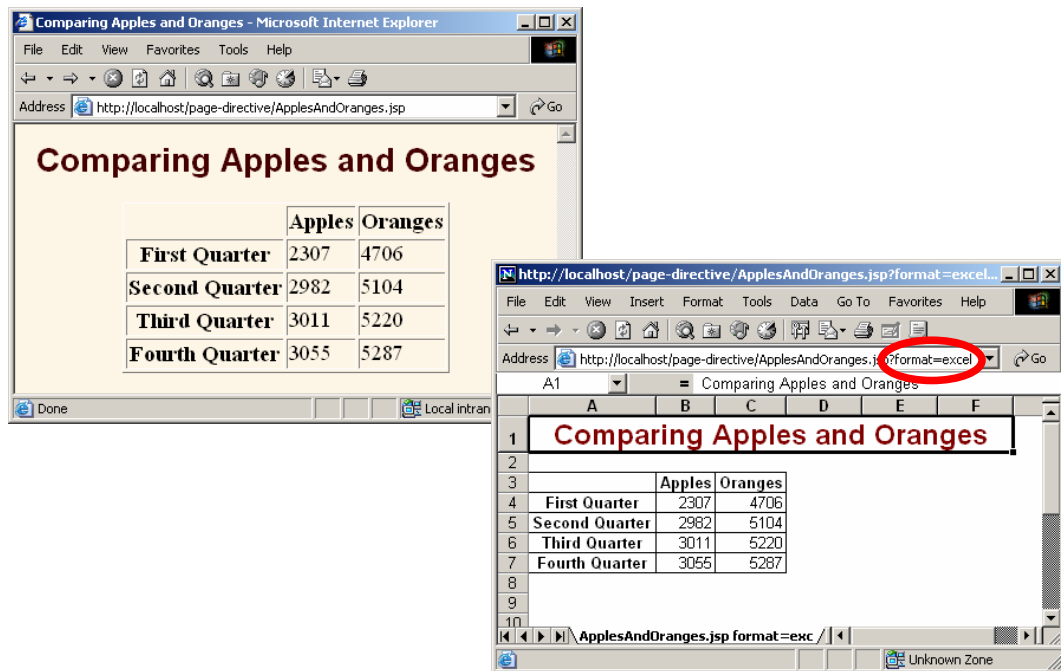 Comparing Apples and Oranges - Microsoft Internet Explorer
File Edit View Favorites Tools Help
Address http://localhost/page-directive/ApplesAndOranges.jsp Go
Comparing Apples and Oranges
Apples Oranges
First Quarter 2307 4706
Second Quarter 2982 5104
Third Quarter 3011 5220
Fourth Quarter 3055 5287
Done Local intran
http://localhost/page-directive/ApplesAndOranges.jsp?format=excel...
File Edit View Insert Format Tools Data Go To Favorites Help
Address http://localhost/page-directive/ApplesAndOranges.jsp?format=excel Go
A1 = Comparing Apples and Oranges
A B C D E F
1 Comparing Apples and Oranges
2
3 Apples Oranges
4 First Quarter 2307 4706
5 Second Quarter 2982 5104
6 Third Quarter 3011 5220
7 Fourth Quarter 3055 5287
8
9
10
ApplesAndOranges.jsp format=exc
Unknown Zone